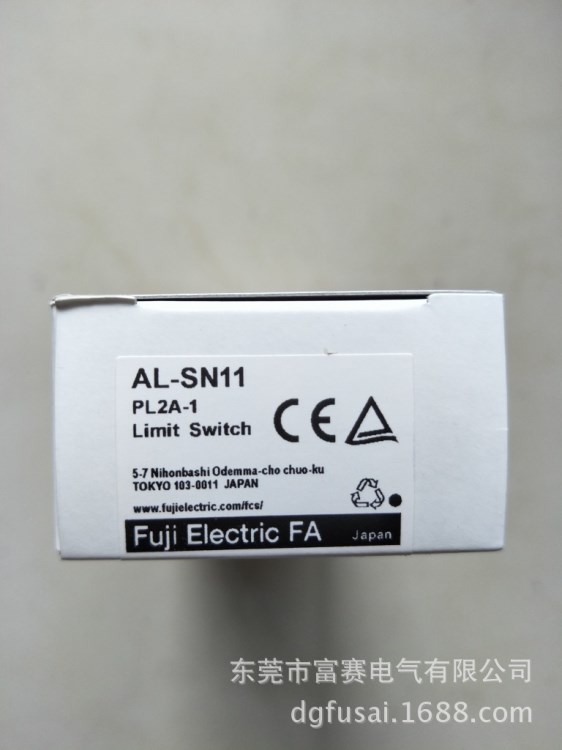 AL-SN11
PL2A-1
Limit Switch
CE
5-7 Nihonbashi Odemma-cho chuo-ku
TOKYO 103-0011 JAPAN
www.fujielectric.com/fcs/
Fuji Electric FA Japan
东莞市富赛电气有限公司
dgfusai.1688.com